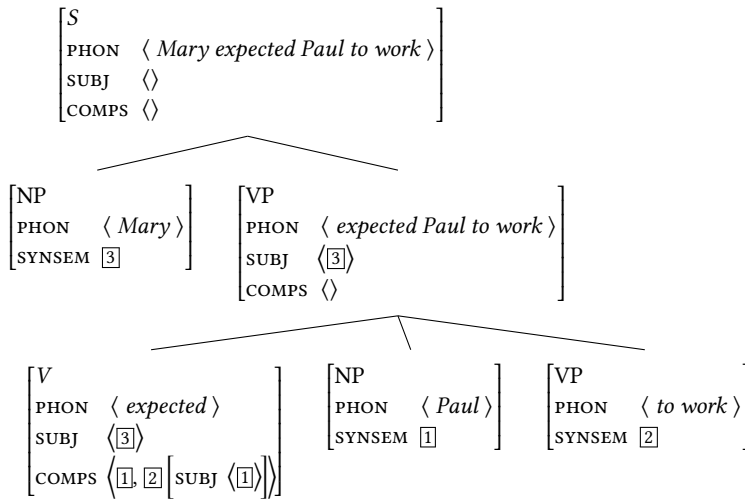 S
PHON ⟨ Mary expected Paul to work ⟩
SUBJ ⟨⟩
COMPS ⟨⟩
NP
PHON ⟨ Mary ⟩
SYNSEM 3
VP
PHON ⟨ expected Paul to work ⟩
SUBJ ⟨3⟩
COMPS ⟨⟩
V
PHON ⟨ expected ⟩
SUBJ ⟨3⟩
COMPS ⟨1, 2 [SUBJ ⟨1⟩]⟩
NP
PHON ⟨ Paul ⟩
SYNSEM 1
VP
PHON ⟨ to work ⟩
SYNSEM 2